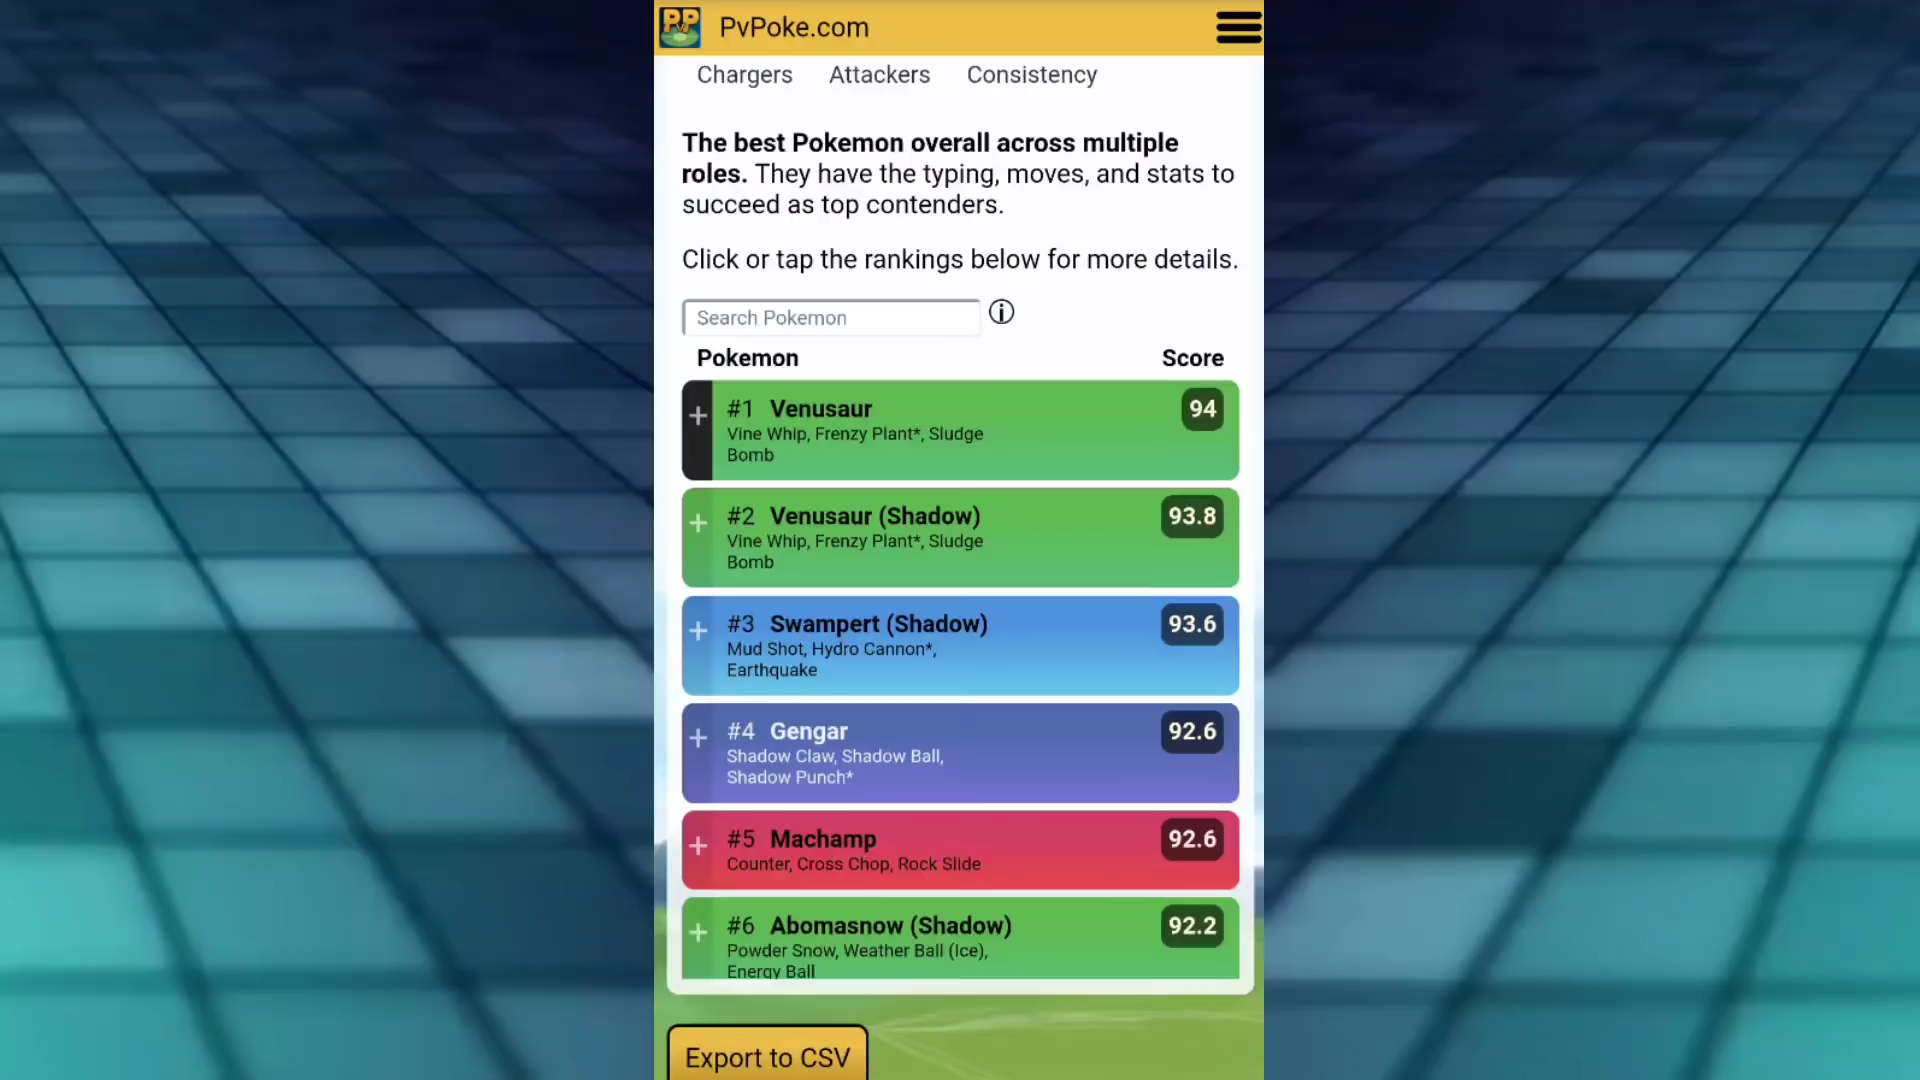 PP
PvPoke.com
Chargers Attackers Consistency
The best Pokemon overall across multiple
roles. They have the typing, moves, and stats to
succeed as top contenders.
Click or tap the rankings below for more details.
Search Pokemon
Pokemon Score
#1 Venusaur 94
Vine Whip, Frenzy Plant*, Sludge
Bomb
#2 Venusaur (Shadow) 93.8
Vine Whip, Frenzy Plant*, Sludge
Bomb
#3 Swampert (Shadow) 93.6
Mud Shot, Hydro Cannon*,
Earthquake
#4 Gengar 92.6
Shadow Claw, Shadow Ball,
Shadow Punch*
#5 Machamp 92.6
Counter, Cross Chop, Rock Slide
#6 Abomasnow (Shadow) 92.2
Powder Snow, Weather Ball (Ice),
Energy Ball
Export to CSV